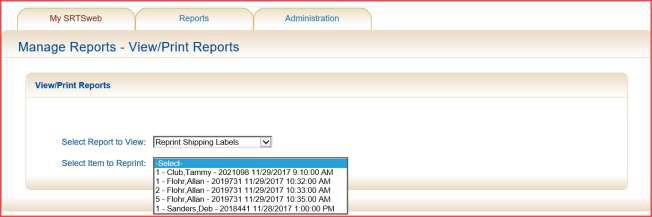 My SRTSweb Reports Administration
Manage Reports - View/Print Reports
View/Print Reports
Select Report to View: Reprint Shipping Labels
Select Item to Reprint: -Select-
1 - Club,Tammy - 2021098 11/29/2017 9:10:00 AM
1 - Flohr,Allan - 2019731 11/29/2017 10:32:00 AM
2 - Flohr,Allan - 2019731 11/29/2017 10:33:00 AM
5 - Flohr,Allan - 2019731 11/29/2017 10:35:00 AM
1 - Sanders,Deb - 2018441 11/28/2017 1:00:00 PM